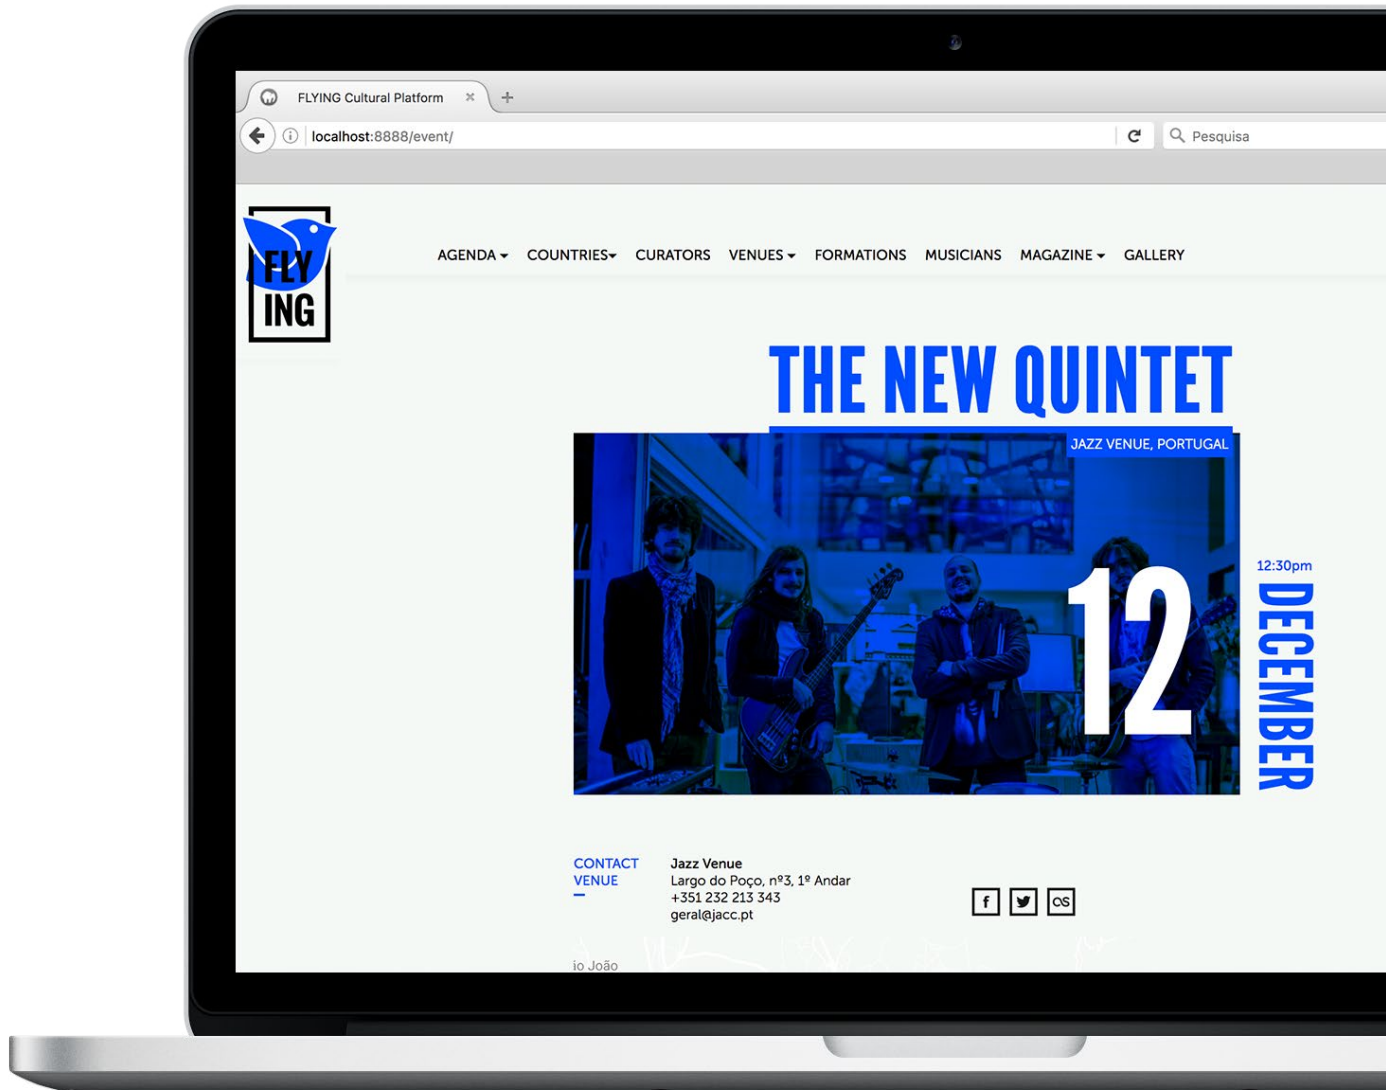 FLYING Cultural Platform
localhost:8888/event/
Pesquisa
FLY
ING
AGENDA COUNTRIES CURATORS VENUES FORMATIONS MUSICIANS MAGAZINE GALLERY
THE NEW QUINTET
JAZZ VENUE, PORTUGAL
12
12:30pm
DECEMBER
CONTACT
VENUE
Jazz Venue
Largo do Poço, nº3, 1º Andar
+351 232 213 343
geral@jacc.pt
io João